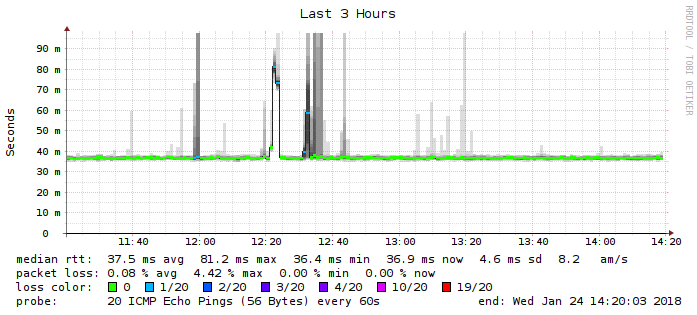 Last 3 Hours
RRDTOOL / TOBI OETIKER
Seconds
90 m
80 m
70 m
60 m
50 m
40 m
30 m
20 m
10 m
0
11:40 12:00 12:20 12:40 13:00 13:20 13:40 14:00 14:20
median rtt: 37.5 ms avg 81.2 ms max 36.4 ms min 36.9 ms now 4.6 ms sd 8.2 am/s
packet loss: 0.08 % avg 4.42 % max 0.00 % min 0.00 % now
loss color: 0 1/20 2/20 3/20 4/20 10/20 19/20
probe: 20 ICMP Echo Pings (56 Bytes) every 60s end: Wed Jan 24 14:20:03 2018